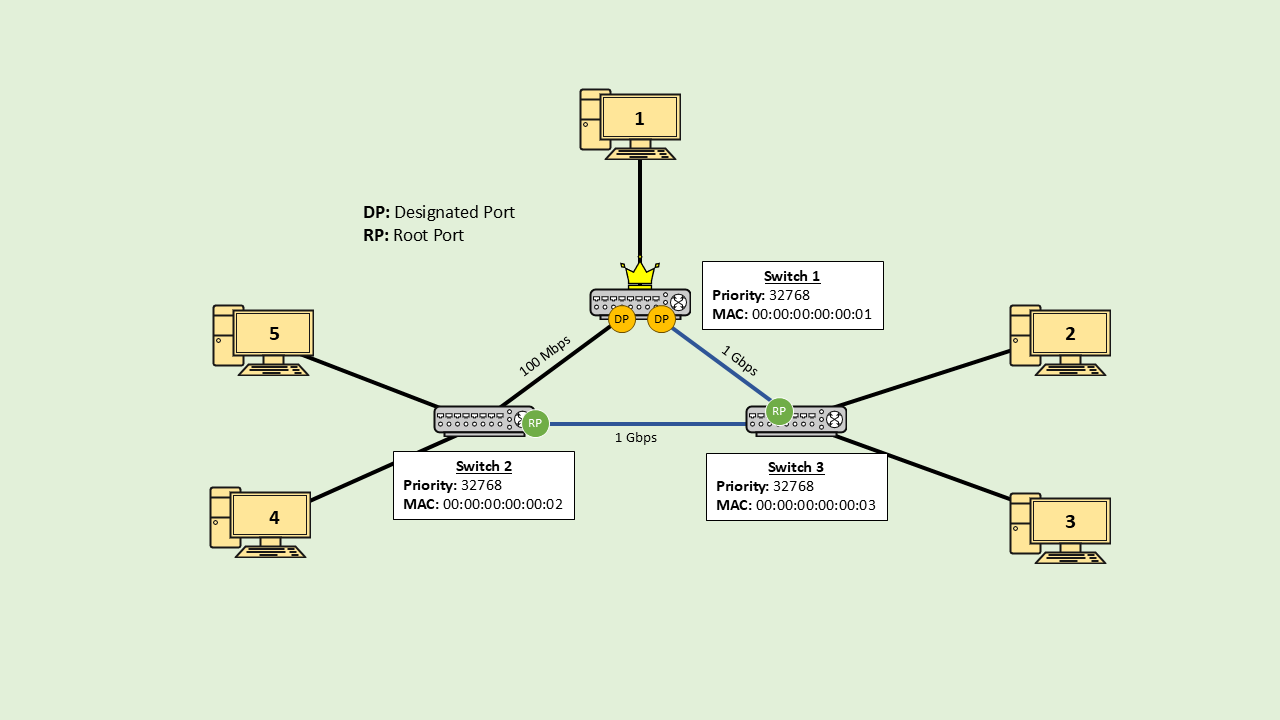 1
DP: Designated Port
RP: Root Port
Switch 1
Priority: 32768
MAC: 00:00:00:00:00:01
DP
DP
5
2
100 Mbps
1 Gbps
RP
RP
1 Gbps
Switch 2
Priority: 32768
MAC: 00:00:00:00:00:02
Switch 3
Priority: 32768
MAC: 00:00:00:00:00:03
4
3